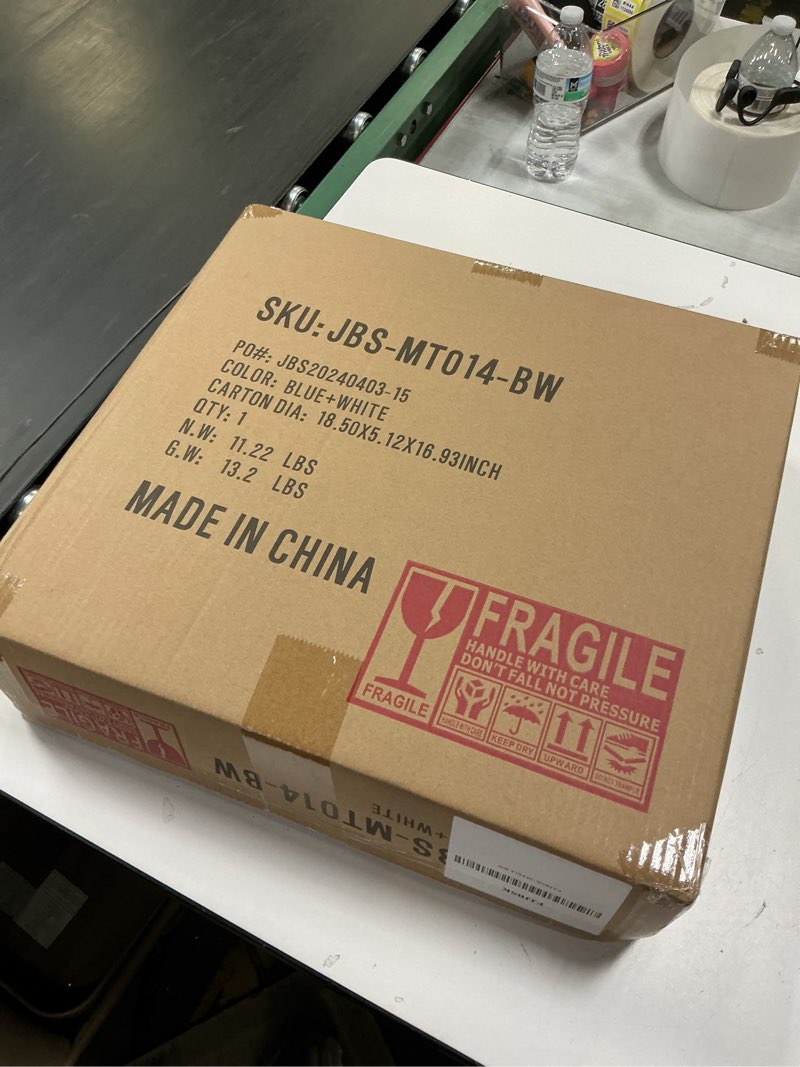 SKU: JBS-MT014-BW
PO#: JBS20240403-15
COLOR: BLUE+WHITE
CARTON DIA: 18.50X5.12X16.93INCH
QTY: 1
N.W: 11.22 LBS
G.W: 13.2 LBS
MADE IN CHINA
FRAGILE
HANDLE WITH CARE
DON'T FALL NOT PRESSURE
FRAGILE
HANDLE WITH CARE
KEEP DRY
UPWARD
DO NOT TRAMPLE
FRAGILE
BS-MT014-BW
+WHITE